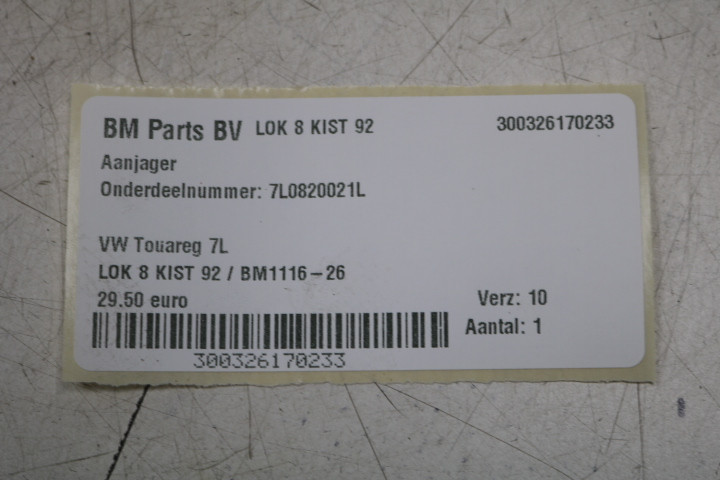 BM Parts BV LOK 8 KIST 92 300326170233
Aanjager
Onderdeelnummer: 7L0820021L
VW Touareg 7L
LOK 8 KIST 92 / BM1116-26
29.50 euro Verz: 10
Aantal: 1
300326170233